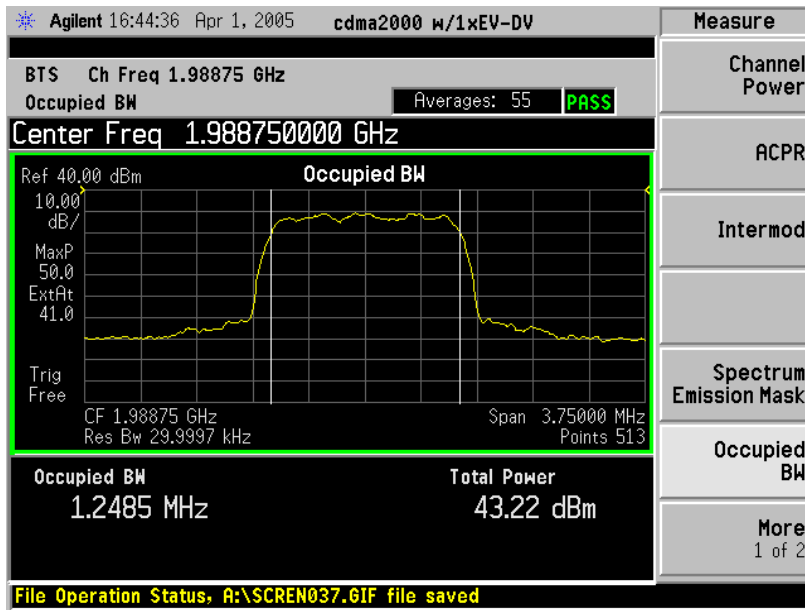 Agilent 16:44:36 Apr 1, 2005 cdma2000 w/1xEV-DV
Measure
BTS Ch Freq 1.98875 GHz
Occupied BW
Averages: 55 PASS
Center Freq 1.988750000 GHz
Ref 40.00 dBm
Occupied BW
10.00
dB/
MaxP
50.0
ExtAt
41.0
Trig
Free
CF 1.98875 GHz
Span 3.75000 MHz
Res Bw 29.9997 kHz
Points 513
Occupied BW
Total Power
1.2485 MHz
43.22 dBm
File Operation Status, A:\SCREN037.GIF file saved
Channel
Power
ACPR
Intermod
Spectrum
Emission Mask
Occupied
BW
More
1 of 2